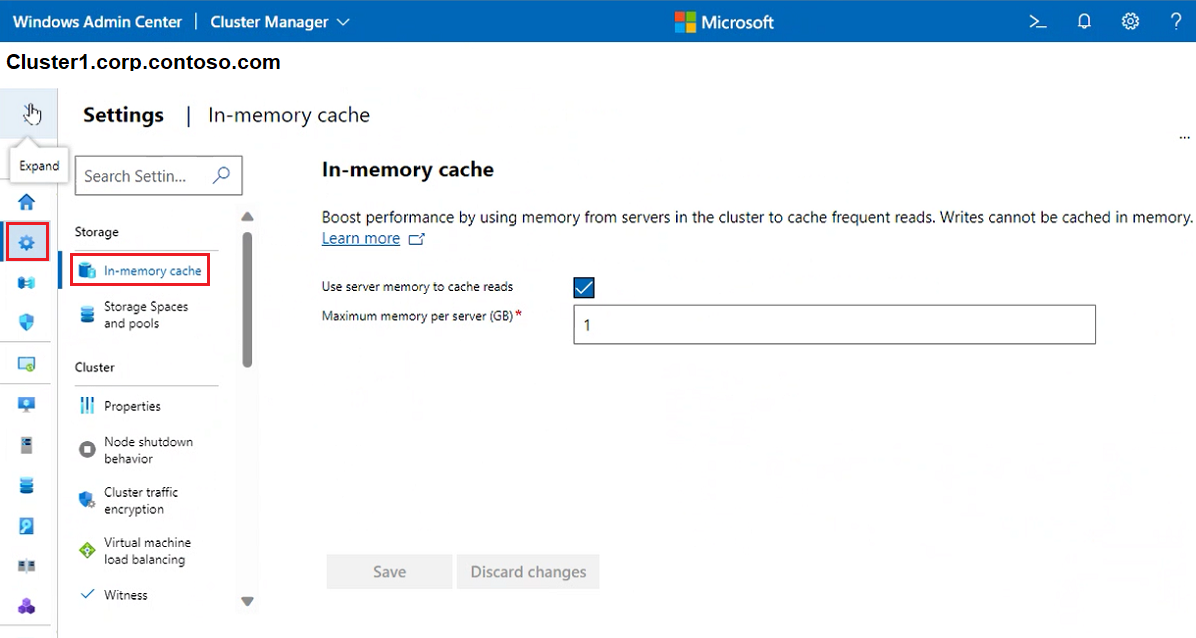 Windows Admin Center | Cluster Manager
Microsoft
Cluster1.corp.contoso.com
Settings | In-memory cache
...
Expand
Search Settin...
Storage
In-memory cache
Storage Spaces
and pools
Cluster
Properties
Node shutdown
behavior
Cluster traffic
encryption
Virtual machine
load balancing
Witness
In-memory cache
Boost performance by using memory from servers in the cluster to cache frequent reads. Writes cannot be cached in memory.
Learn more
Use server memory to cache reads
Maximum memory per server (GB) *
1
Save
Discard changes